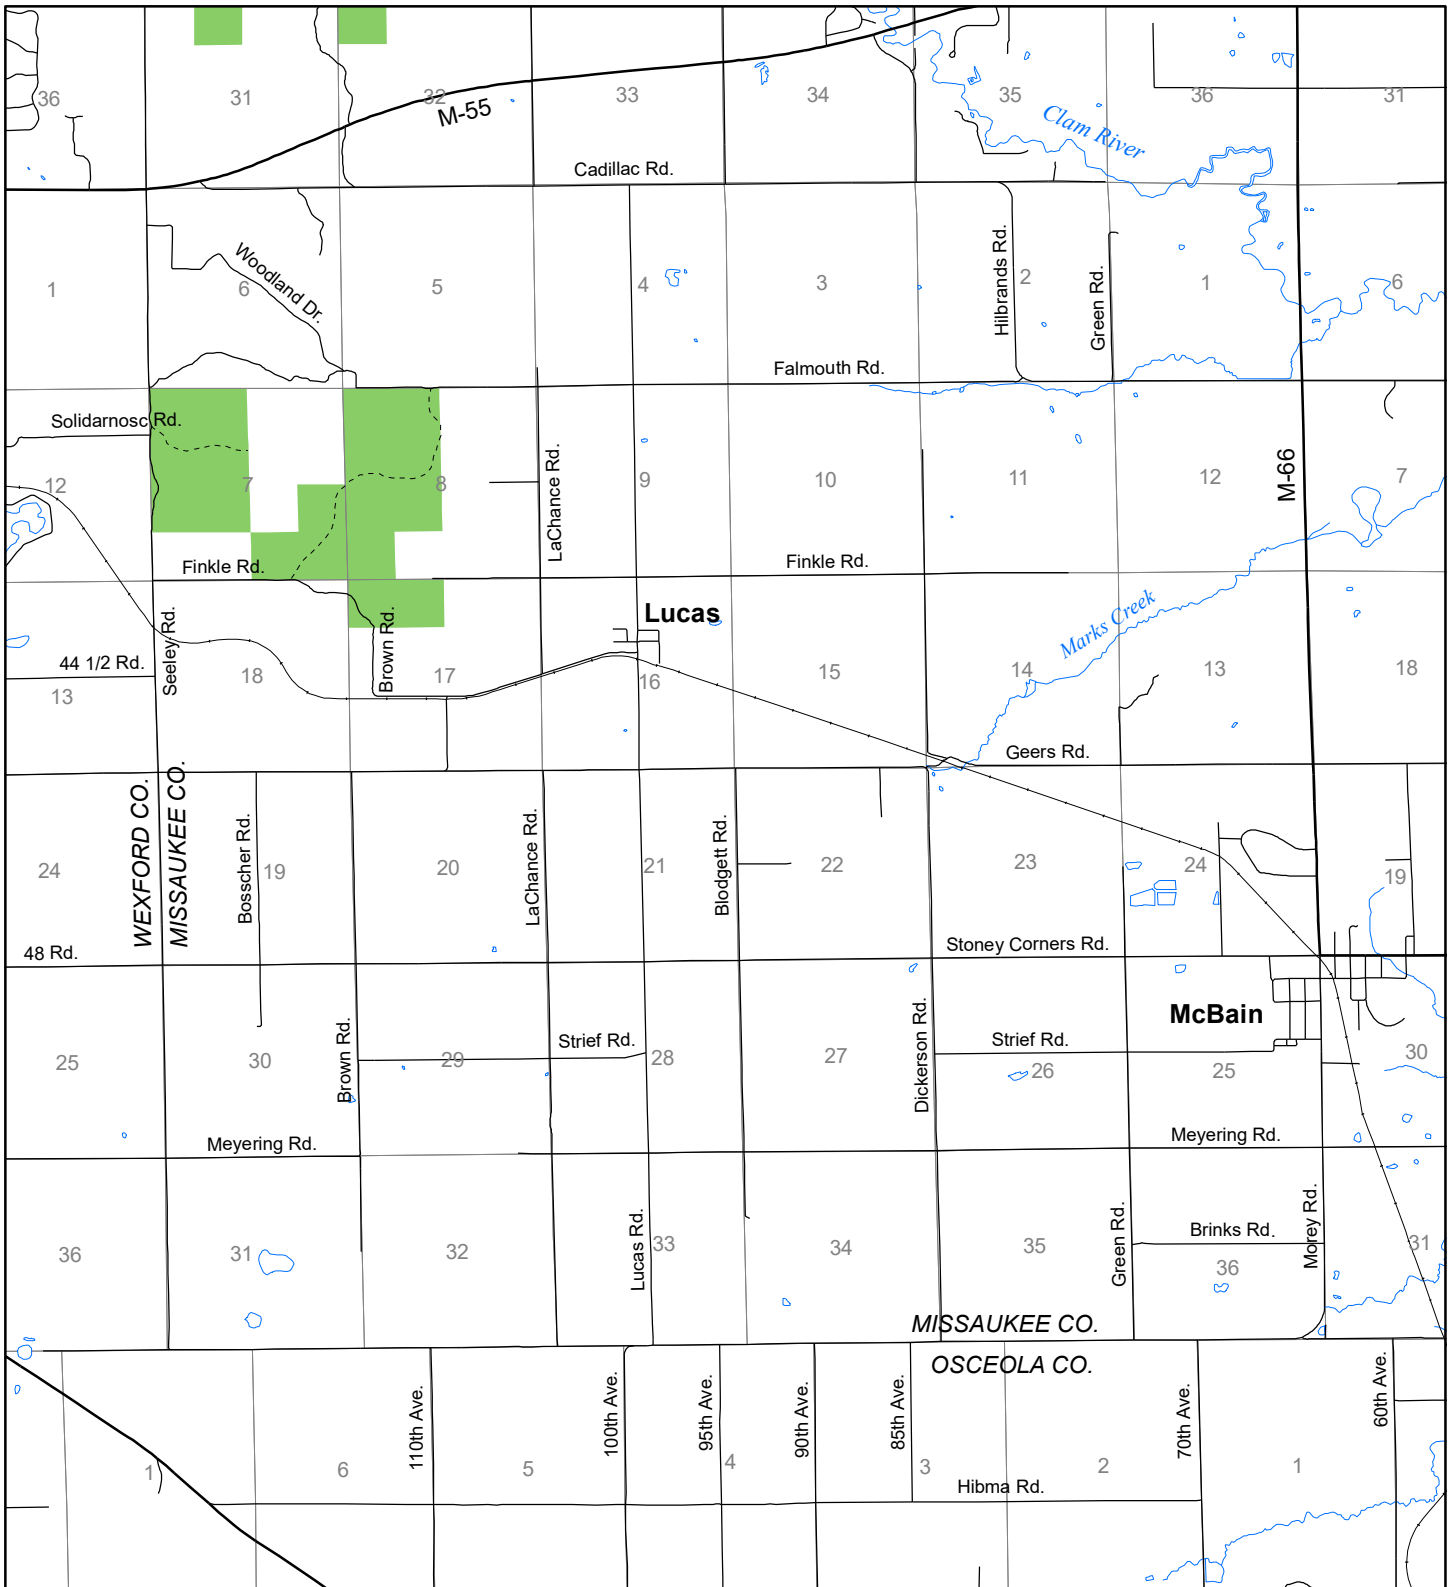 36
31
32
33
34
35
36
31
M-55
Clam River
Cadillac Rd.
1
6
Woodland Dr.
5
4
3
Hilbrands Rd.
2
Green Rd.
1
6
Falmouth Rd.
Solidarnosc Rd.
12
7
8
LaChance Rd.
9
10
11
12
M-66
7
Finkle Rd.
Finkle Rd.
Lucas
Marks Creek
44 1/2 Rd.
Seeley Rd.
Brown Rd.
13
18
17
16
15
14
13
18
Geers Rd.
WEXFORD CO.
MISSAUKEE CO.
24
Bosscher Rd.
19
20
LaChance Rd.
21
Blodgett Rd.
22
23
24
19
48 Rd.
Stoney Corners Rd.
McBain
25
30
Brown Rd.
29
Strief Rd.
28
27
Dickerson Rd.
Strief Rd.
26
25
30
Meyering Rd.
Meyering Rd.
36
31
32
Lucas Rd.
33
34
35
Green Rd.
Brinks Rd.
36
Morey Rd.
31
MISSAUKEE CO.
OSCEOLA CO.
1
6
110th Ave.
5
100th Ave.
95th Ave.
4
90th Ave.
85th Ave.
3
2
70th Ave.
1
60th Ave.
Hibma Rd.